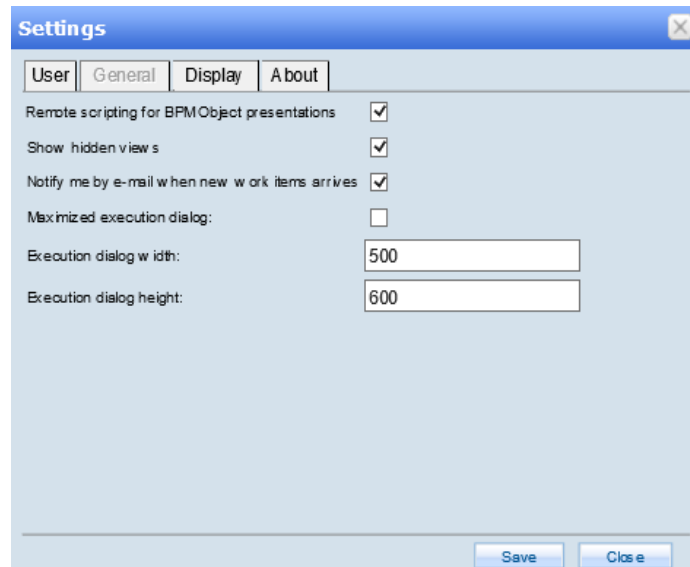 Settings
User General Display About
Remote scripting for BPMObject presentations
Show hidden views
Notify me by e-mail when new work items arrives
Maximized execution dialog:
Execution dialog width: 500
Execution dialog height: 600
Save Close